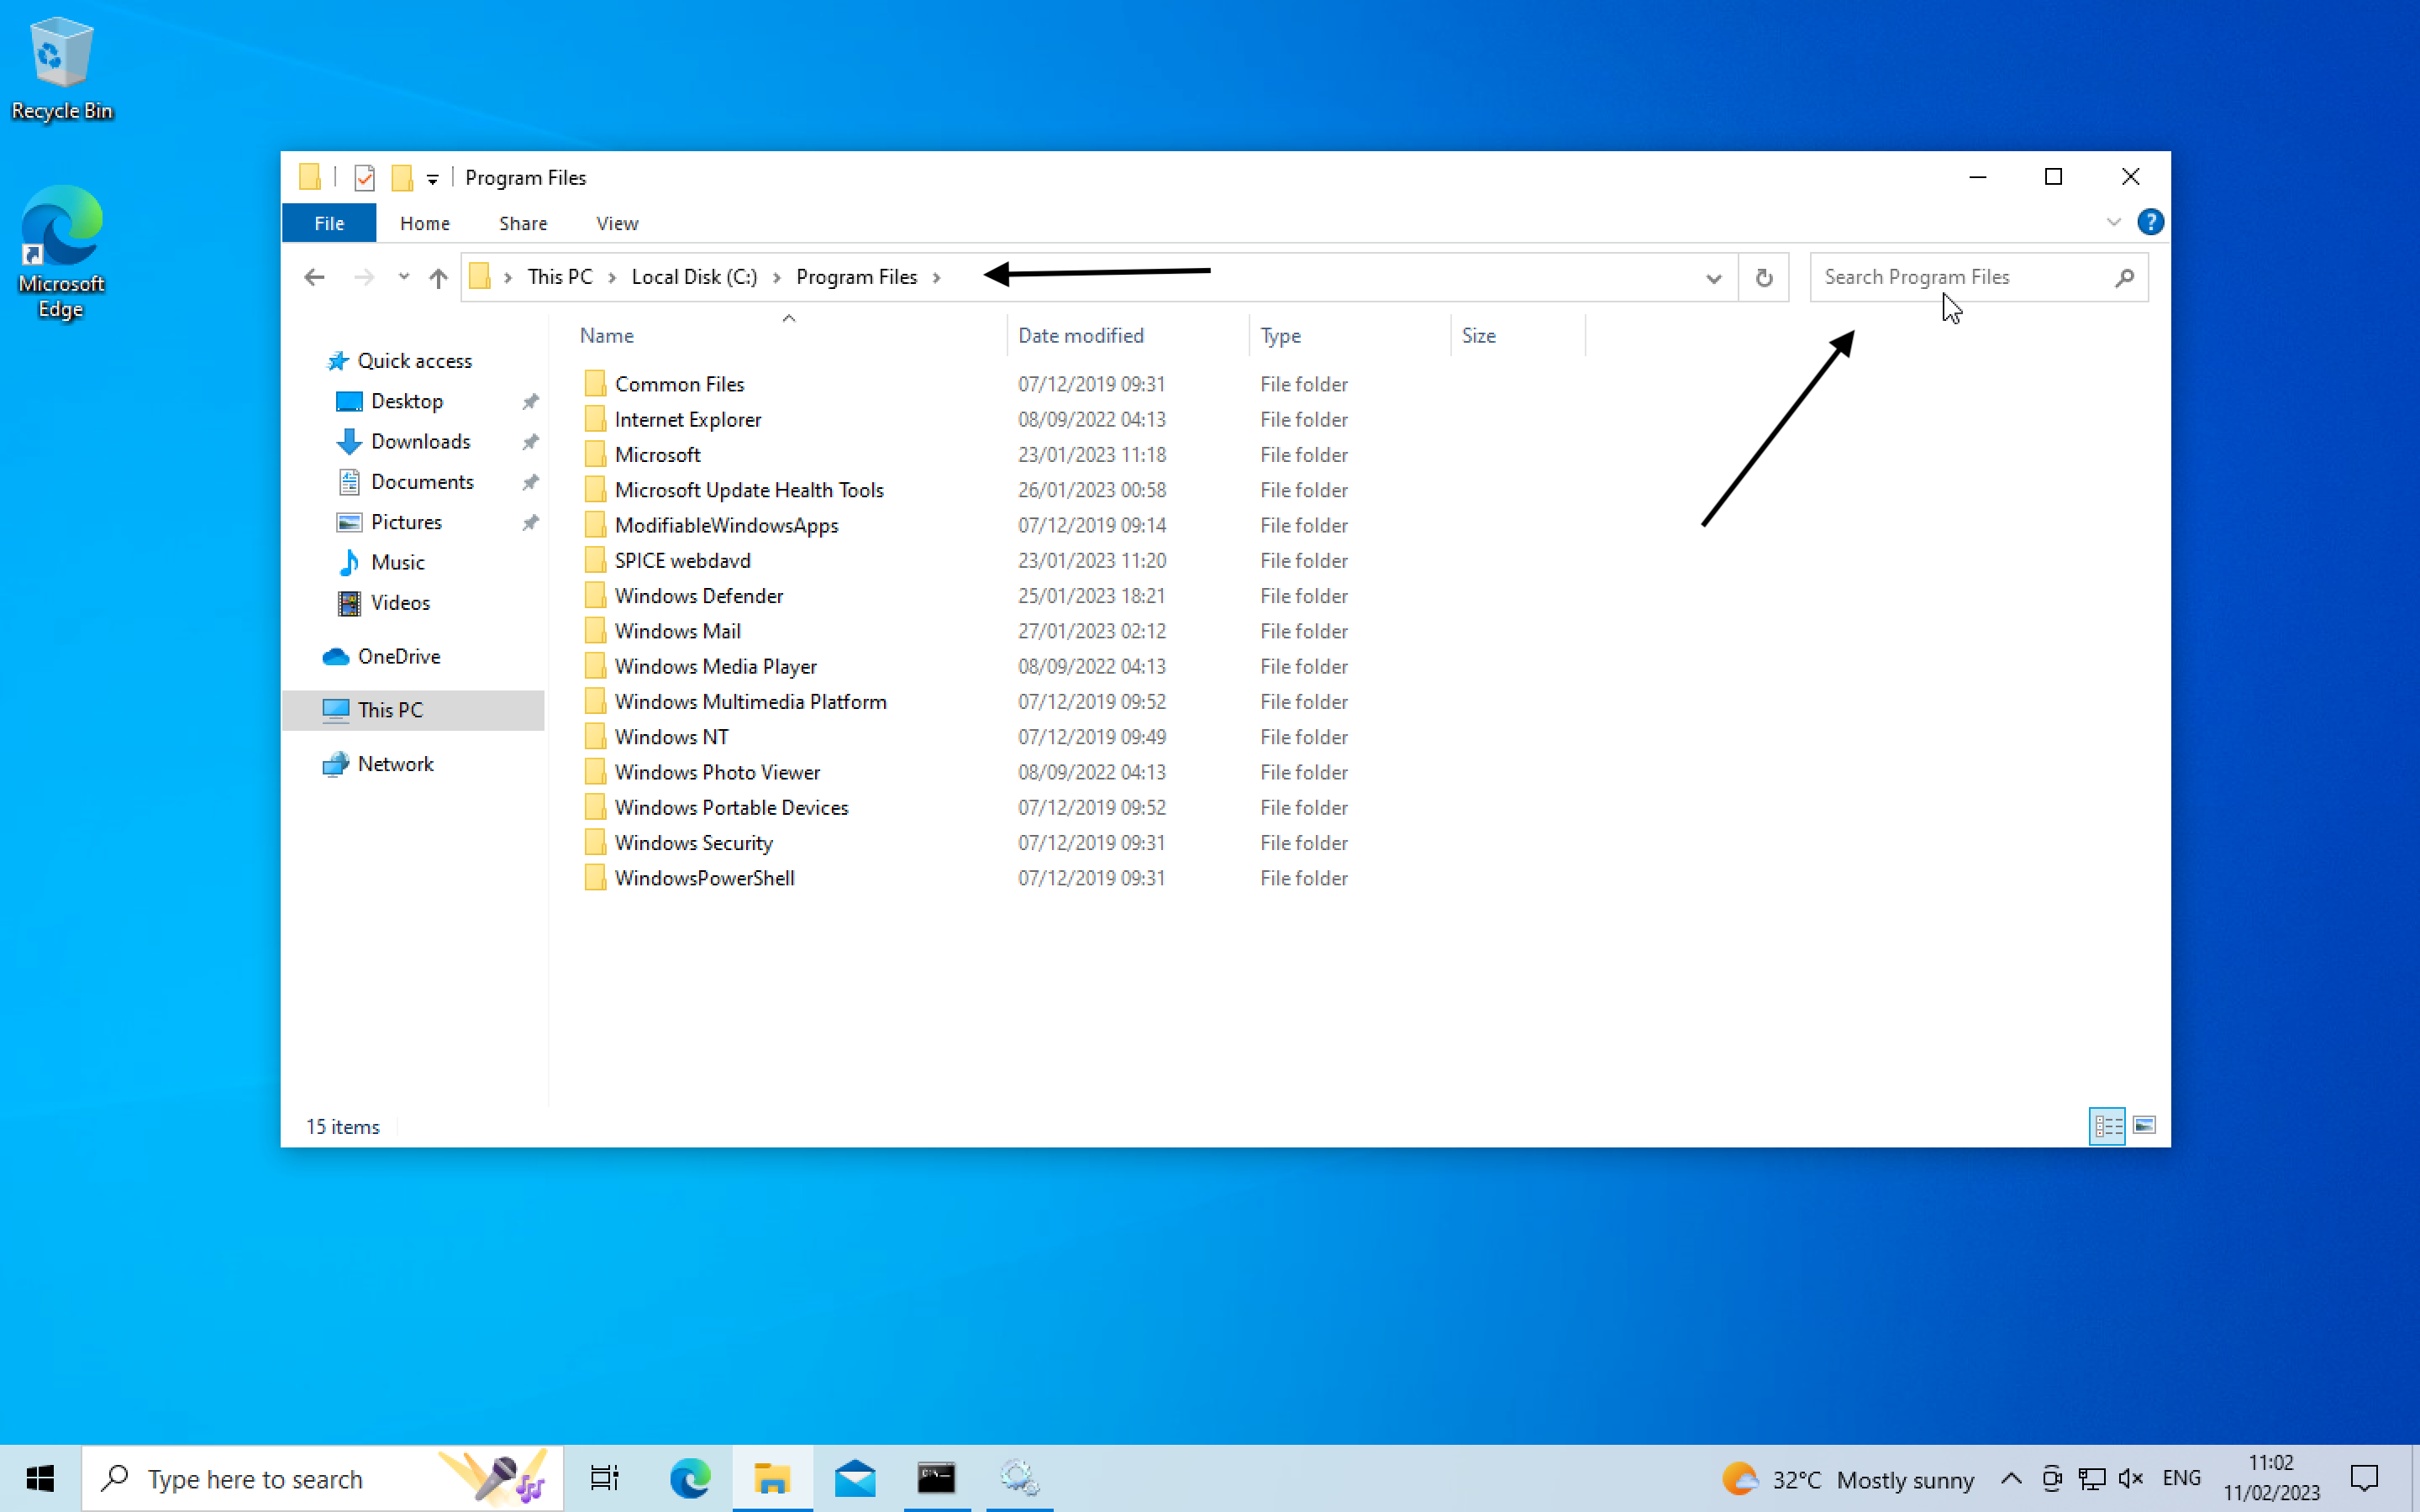 Recycle Bin
Microsoft
Edge
Program Files
File Home Share View
This PC Local Disk (C:) Program Files
Search Program Files
Name Date modified Type Size
Quick access
Desktop
Downloads
Documents
Pictures
Music
Videos
OneDrive
This PC
Network
Common Files 07/12/2019 09:31 File folder
Internet Explorer 08/09/2022 04:13 File folder
Microsoft 23/01/2023 11:18 File folder
Microsoft Update Health Tools 26/01/2023 00:58 File folder
ModifiableWindowsApps 07/12/2019 09:14 File folder
SPICE webdavd 23/01/2023 11:20 File folder
Windows Defender 25/01/2023 18:21 File folder
Windows Mail 27/01/2023 02:12 File folder
Windows Media Player 08/09/2022 04:13 File folder
Windows Multimedia Platform 07/12/2019 09:52 File folder
Windows NT 07/12/2019 09:49 File folder
Windows Photo Viewer 08/09/2022 04:13 File folder
Windows Portable Devices 07/12/2019 09:52 File folder
Windows Security 07/12/2019 09:31 File folder
WindowsPowerShell 07/12/2019 09:31 File folder
15 items
Type here to search
32°C Mostly sunny
ENG
11:02
11/02/2023